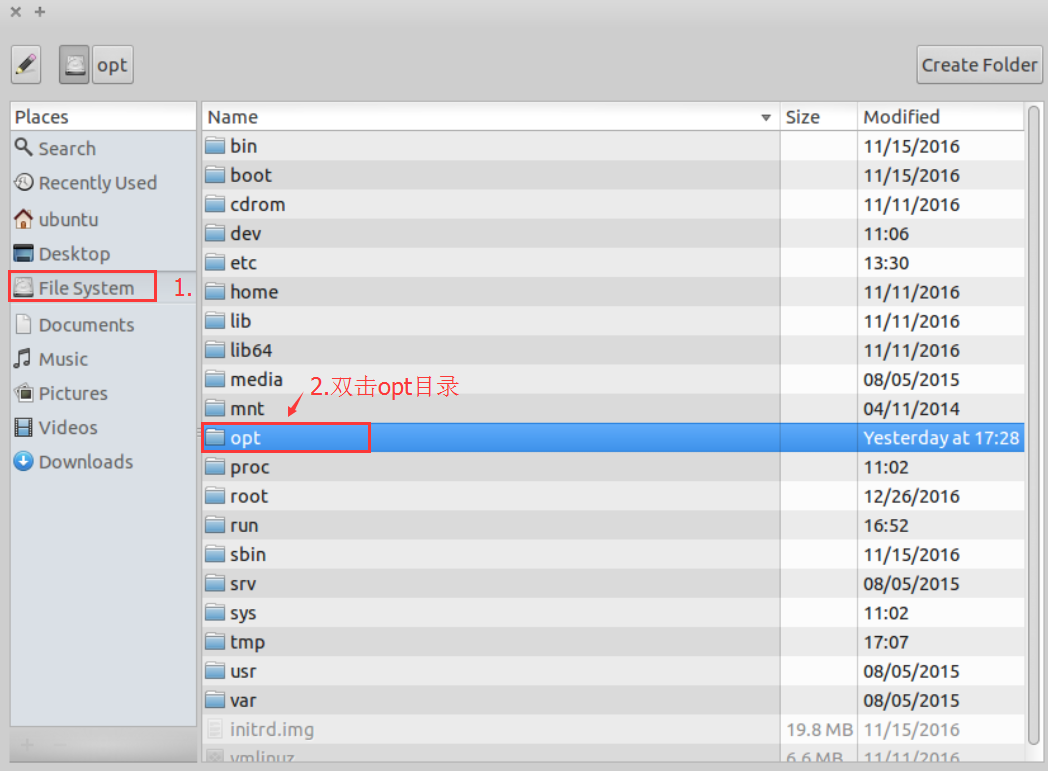 opt
Create Folder
Places
Search
Recently Used
ubuntu
Desktop
File System 1.
Documents
Music
Pictures
Videos
Downloads
Name Size Modified
bin 11/15/2016
boot 11/15/2016
cdrom 11/11/2016
dev 11:06
etc 13:30
home 11/11/2016
lib 11/11/2016
lib64 11/11/2016
media 08/05/2015
2.双击opt目录
mnt 04/11/2014
opt Yesterday at 17:28
proc 11:02
root 12/26/2016
run 16:52
sbin 11/15/2016
srv 08/05/2015
sys 11:02
tmp 17:07
usr 08/05/2015
var 08/05/2015
initrd.img 19.8 MB 11/15/2016
vmlinuz 6.6 MB 11/11/2016